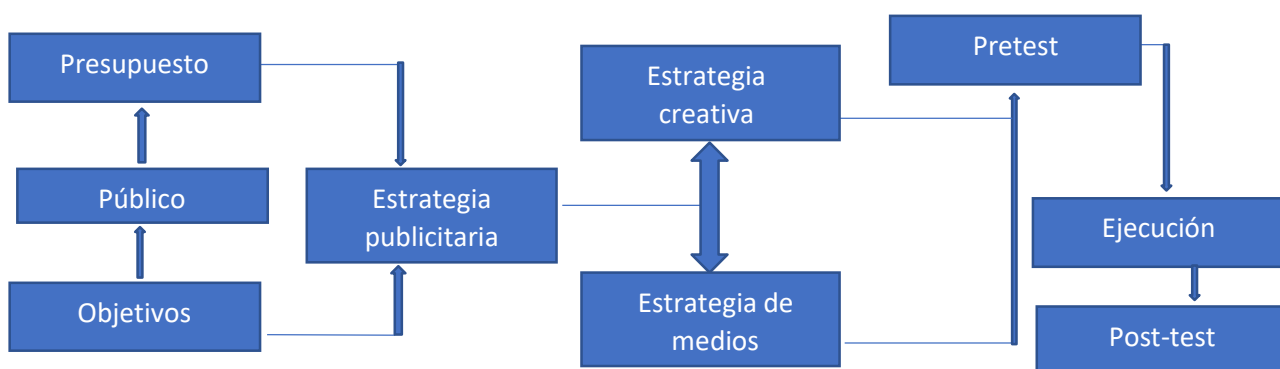 Presupuesto
Público
Objetivos
Estrategia
publicitaria
Estrategia
creativa
Estrategia de
medios
Pretest
Ejecución
Post-test